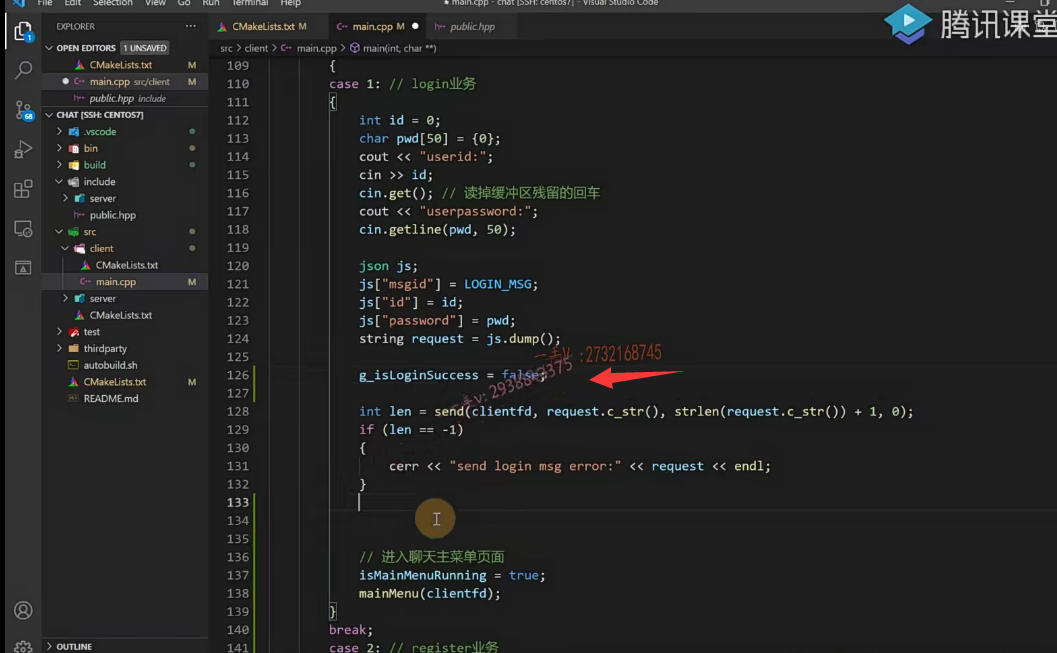 File Edit Selection View Go Run Terminal Help
main.cpp - chat [SSH: centos7] - Visual Studio Code
腾讯课堂
EXPLORER
CMakeLists.txt M
main.cpp M
public.hpp
OPEN EDITORS 1 UNSAVED
src > client > main.cpp > main(int, char **)
CMakeLists.txt M
main.cpp src/client M
public.hpp include
CHAT [SSH: CENTOS7]
.vscode
bin
build
include
server
public.hpp
src
client
CMakeLists.txt
main.cpp M
server
CMakeLists.txt
test
thirdparty
autobuild.sh
CMakeLists.txt M
README.md
OUTLINE
1
68
109 {
110 case 1: // login业务
111 {
112 int id = 0;
113 char pwd[50] = {0};
114 cout << "userid:";
115 cin >> id;
116 cin.get(); // 读掉缓冲区残留的回车
117 cout << "userpassword:";
118 cin.getline(pwd, 50);
119
120 json js;
121 js["msgid"] = LOGIN_MSG;
122 js["id"] = id;
123 js["password"] = pwd;
124 string request = js.dump();
125
一手V :2732168745
126 g_isLoginSuccess = false;
127
128 int len = send(clientfd, request.c_str(), strlen(request.c_str()) + 1, 0);
129 if (len == -1)
130 {
131 cerr << "send login msg error:" << request << endl;
132 }
133
134
135
136 // 进入聊天主菜单页面
137 isMainMenuRunning = true;
138 mainMenu(clientfd);
139 }
140 break;
141 case 2: // register业务